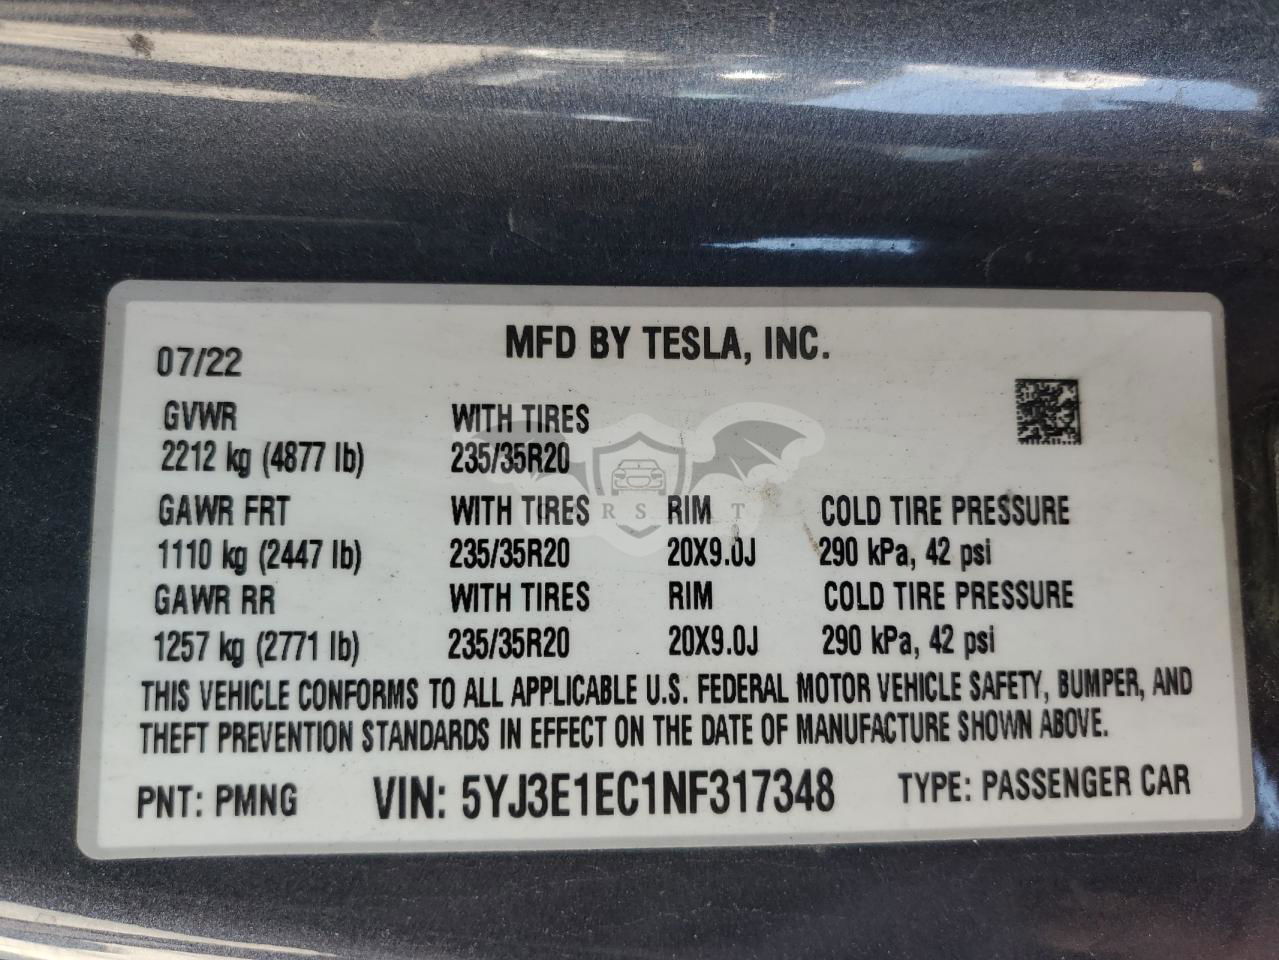 MFD BY TESLA, INC.
07/22
GVWR WITH TIRES
2212 kg (4877 lb) 235/35R20
GAWR FRT WITH TIRES RIM COLD TIRE PRESSURE
1110 kg (2447 lb) 235/35R20 20X9.0J 290 kPa, 42 psi
GAWR RR WITH TIRES RIM COLD TIRE PRESSURE
1257 kg (2771 lb) 235/35R20 20X9.0J 290 kPa, 42 psi
THIS VEHICLE CONFORMS TO ALL APPLICABLE U.S. FEDERAL MOTOR VEHICLE SAFETY, BUMPER, AND
THEFT PREVENTION STANDARDS IN EFFECT ON THE DATE OF MANUFACTURE SHOWN ABOVE.
PNT: PMNG VIN: 5YJ3E1EC1NF317348 TYPE: PASSENGER CAR